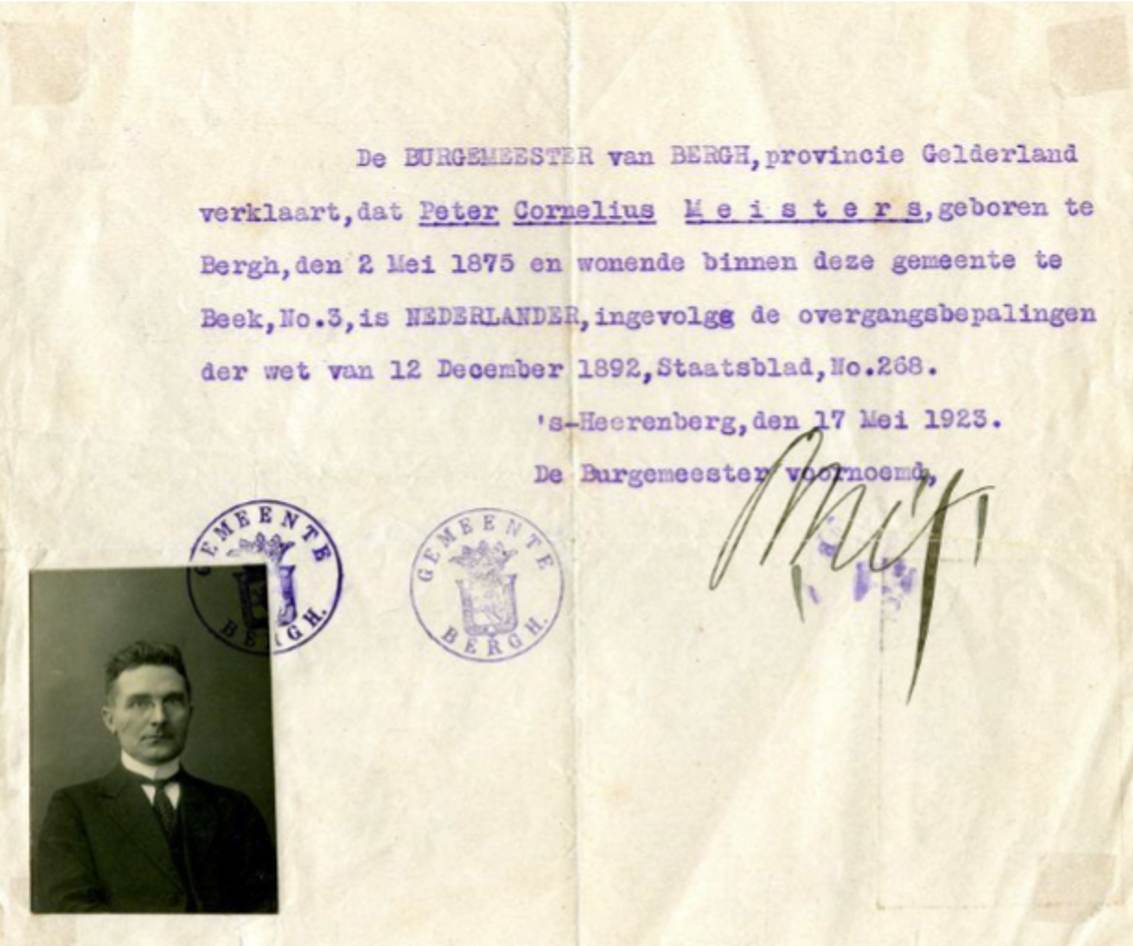 De BURGEMEESTER van BERGH,provincie Gelderland
verklaart,dat Peter Cornelius M e i s t e r s,geboren te
Bergh,den 2 Mei 1875 en wonende binnen deze gemeente te
Beek,No.3,is NEDERLANDER,ingevolge de overgangsbepalingen
der wet van 12 December 1892,Staatsblad,No.268.
's-Heerenberg,den 17 Mei 1923.
De Burgemeester voornoemd,
GEMEENTE BERGH.
GEMEENTE BERGH.